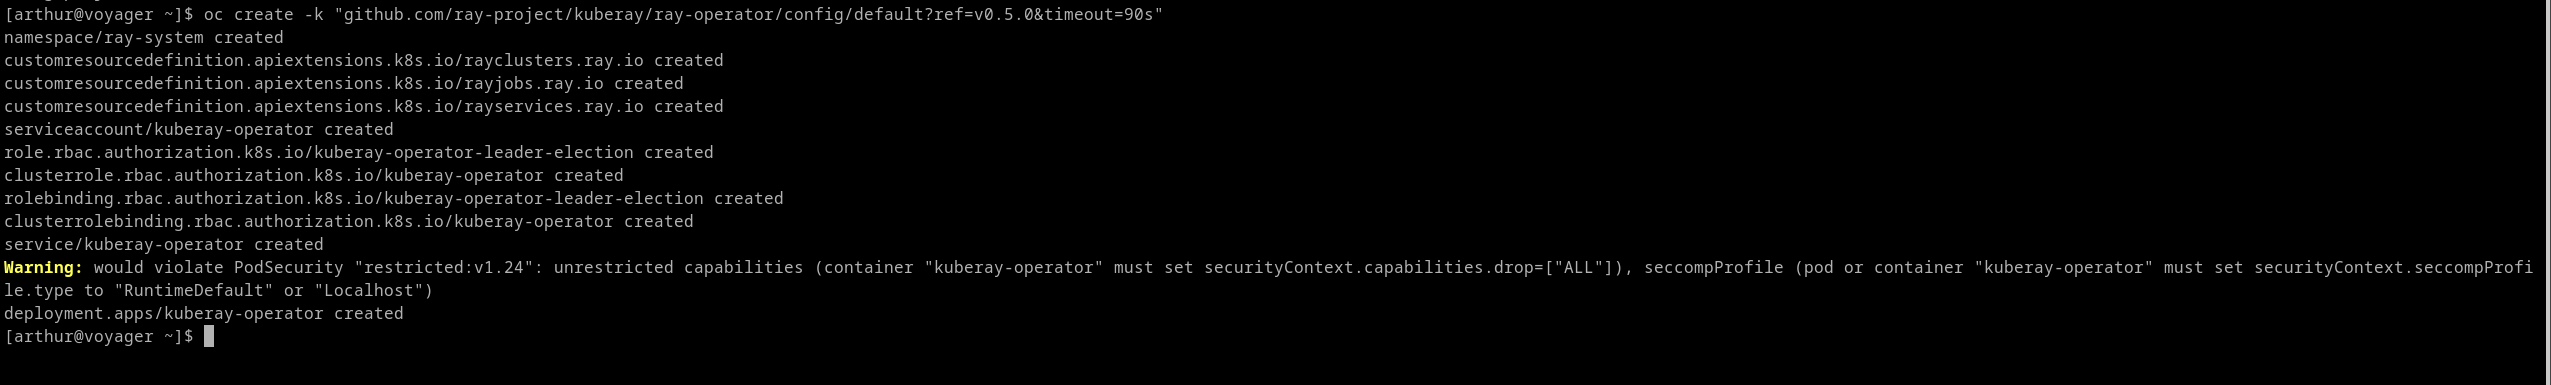 [arthur@voyager ~]$ oc create -k "github.com/ray-project/kuberay/ray-operator/config/default?ref=v0.5.0&timeout=90s"
namespace/ray-system created
customresourcedefinition.apiextensions.k8s.io/rayclusters.ray.io created
customresourcedefinition.apiextensions.k8s.io/rayjobs.ray.io created
customresourcedefinition.apiextensions.k8s.io/rayservices.ray.io created
serviceaccount/kuberay-operator created
role.rbac.authorization.k8s.io/kuberay-operator-leader-election created
clusterrole.rbac.authorization.k8s.io/kuberay-operator created
rolebinding.rbac.authorization.k8s.io/kuberay-operator-leader-election created
clusterrolebinding.rbac.authorization.k8s.io/kuberay-operator created
service/kuberay-operator created
Warning: would violate PodSecurity "restricted:v1.24": unrestricted capabilities (container "kuberay-operator" must set securityContext.capabilities.drop=["ALL"]), seccompProfile (pod or container "kuberay-operator" must set securityContext.seccompProfi
le.type to "RuntimeDefault" or "Localhost")
deployment.apps/kuberay-operator created
[arthur@voyager ~]$